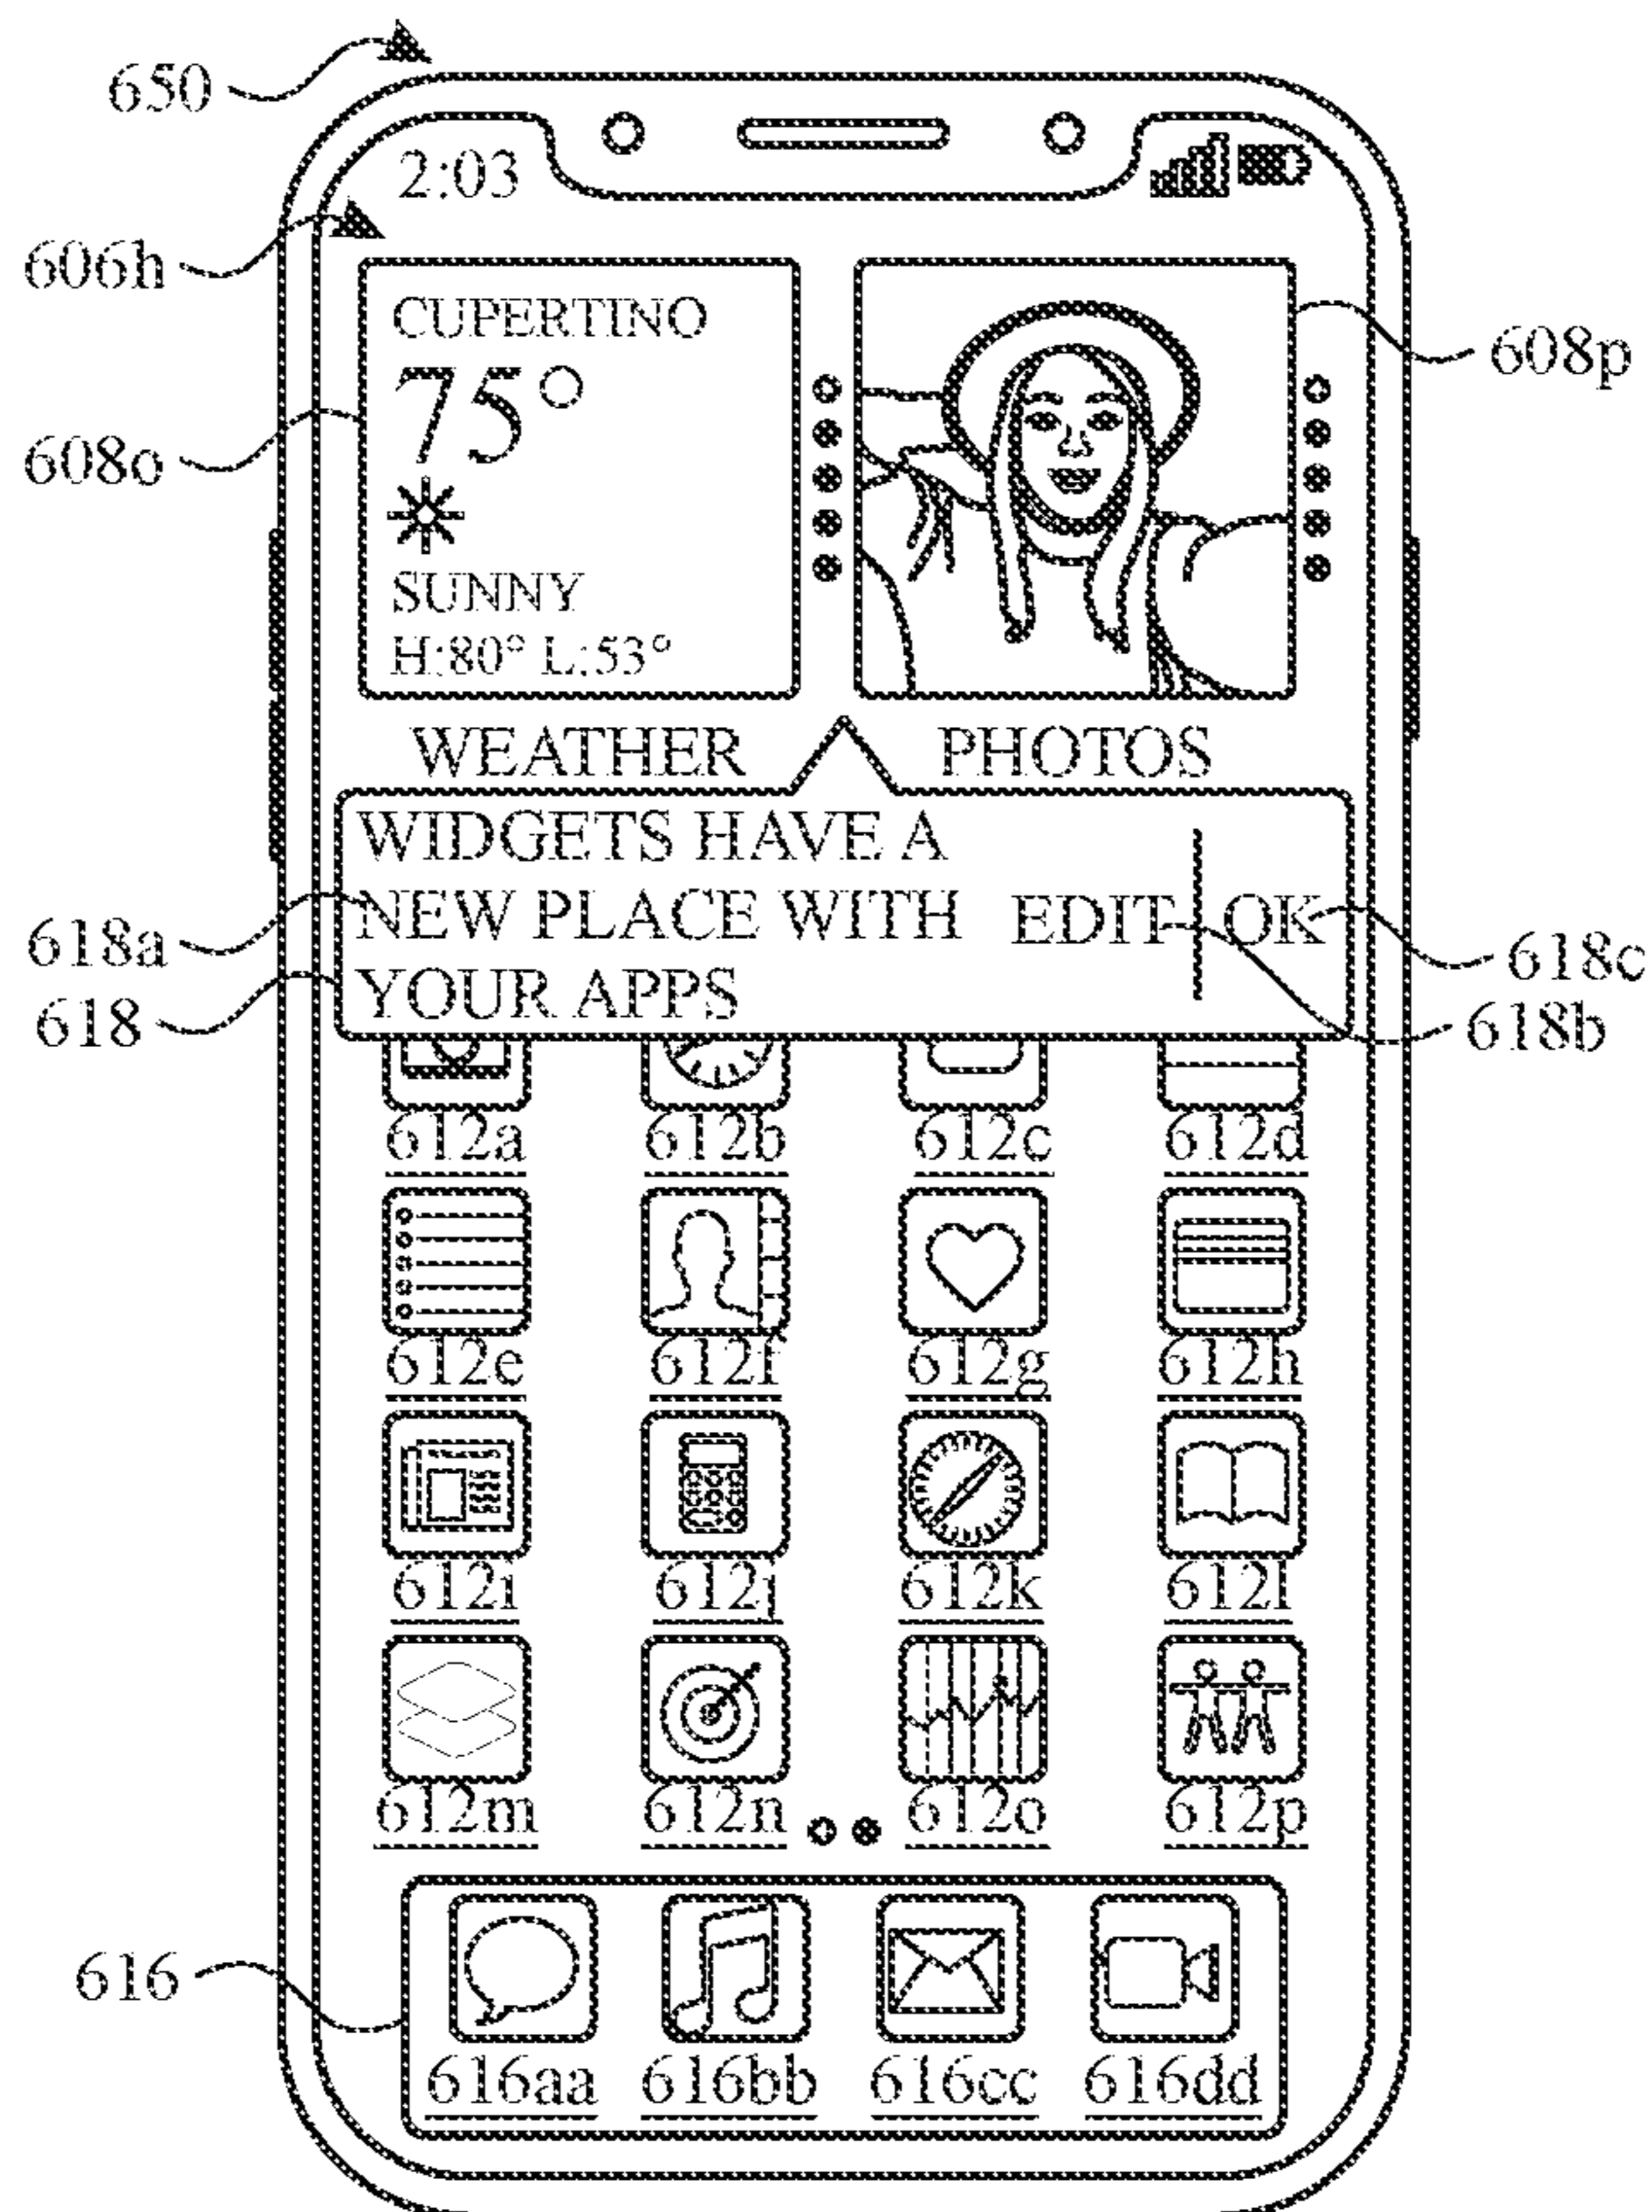 650
2:03
606h
CUPERTINO
75°
608p
608o
SUNNY
H:80° L:53°
WEATHER
PHOTOS
WIDGETS HAVE A
NEW PLACE WITH
YOUR APPS
EDIT
OK
618a
618c
618
618b
612a 612b 612c 612d
612e 612f 612g 612h
612i 612j 612k 612l
612m 612n 612o 612p
616
616aa 616bb 616cc 616dd